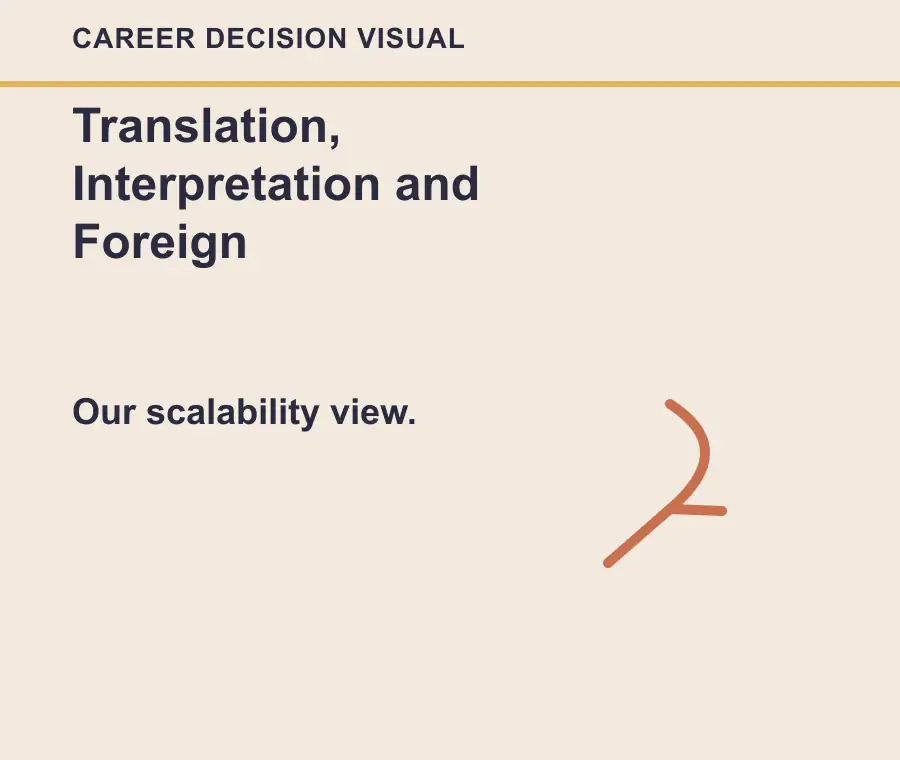 CAREER DECISION VISUAL
Translation,
Interpretation and
Foreign
Our scalability view.